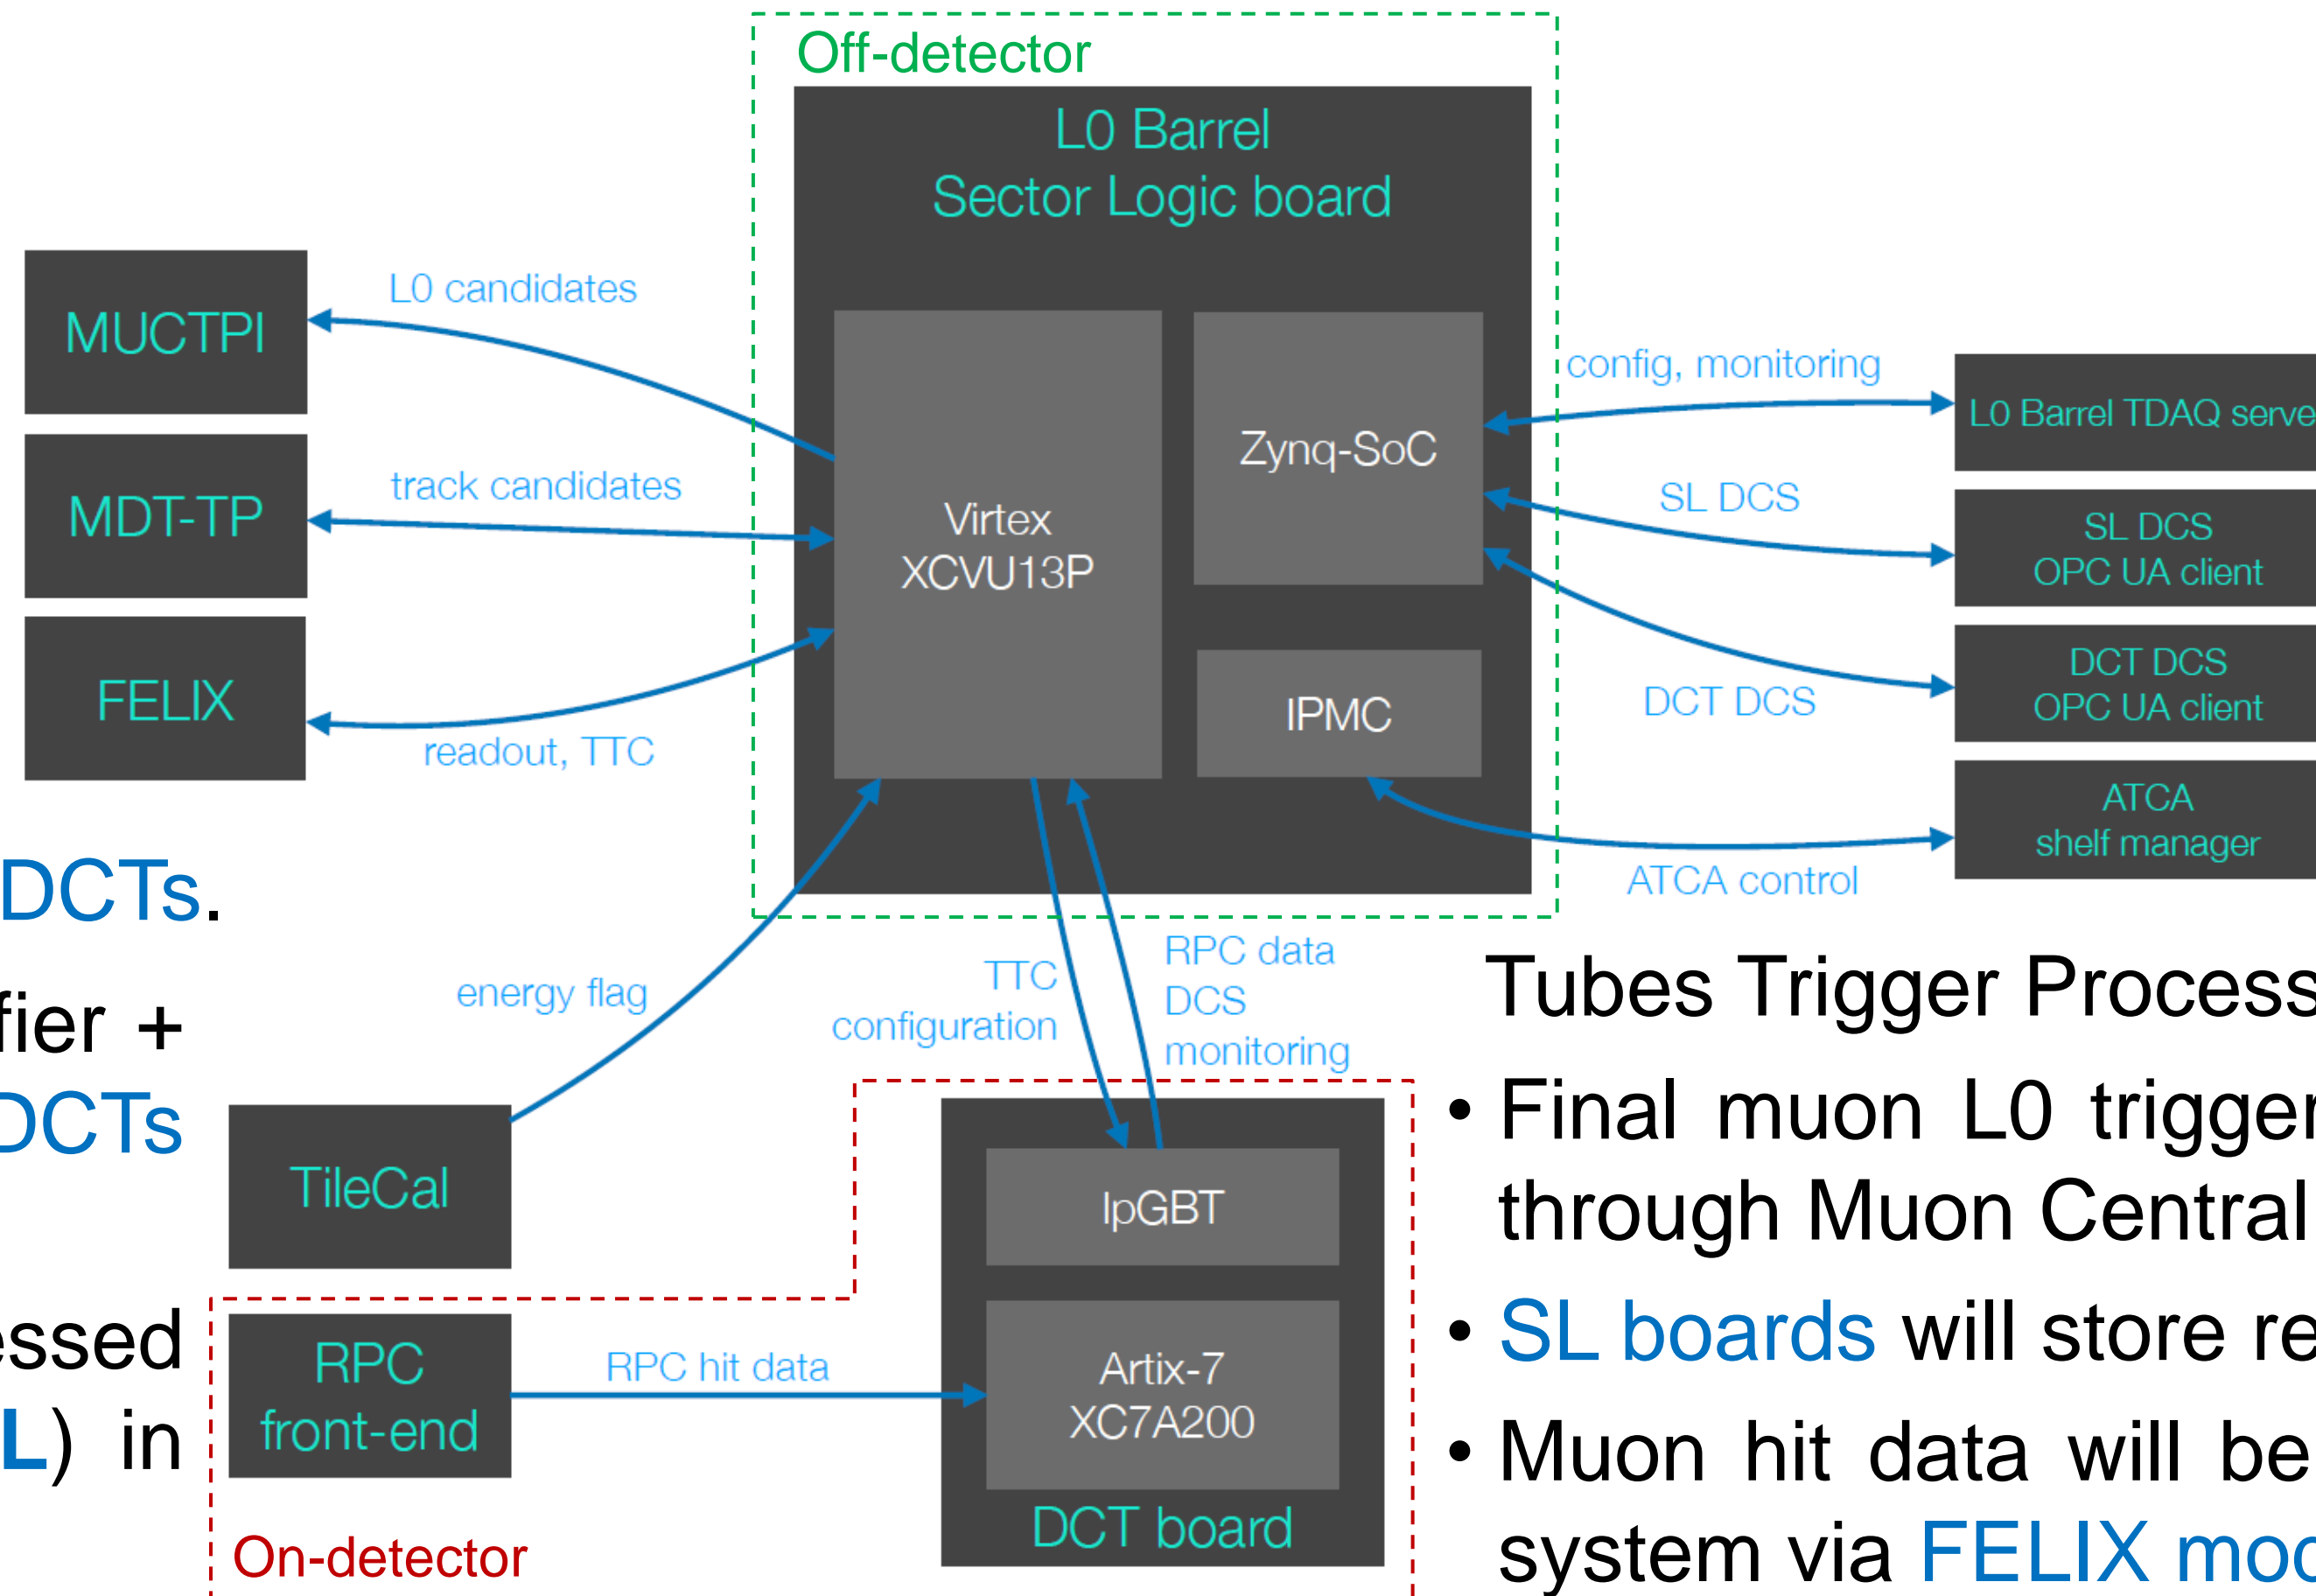 Off-detector
L0 Barrel
Sector Logic board
MUCTPI
L0 candidates
MDT-TP
track candidates
FELIX
readout, TTC
Virtex
XCVU13P
Zynq-SoC
IPMC
config, monitoring
L0 Barrel TDAQ serve
SL DCS
SL DCS
OPC UA client
DCT DCS
DCT DCS
OPC UA client
ATCA control
ATCA
shelf manager
DCTs.
fier +
DCTs
essed
L) in
energy flag
TTC
configuration
RPC data
DCS
monitoring
TileCal
RPC
front-end
RPC hit data
On-detector
lpGBT
Artix-7
XC7A200
DCT board
Tubes Trigger Process
• Final muon L0 trigger
through Muon Central
• SL boards will store re
• Muon hit data will be
system via FELIX mod